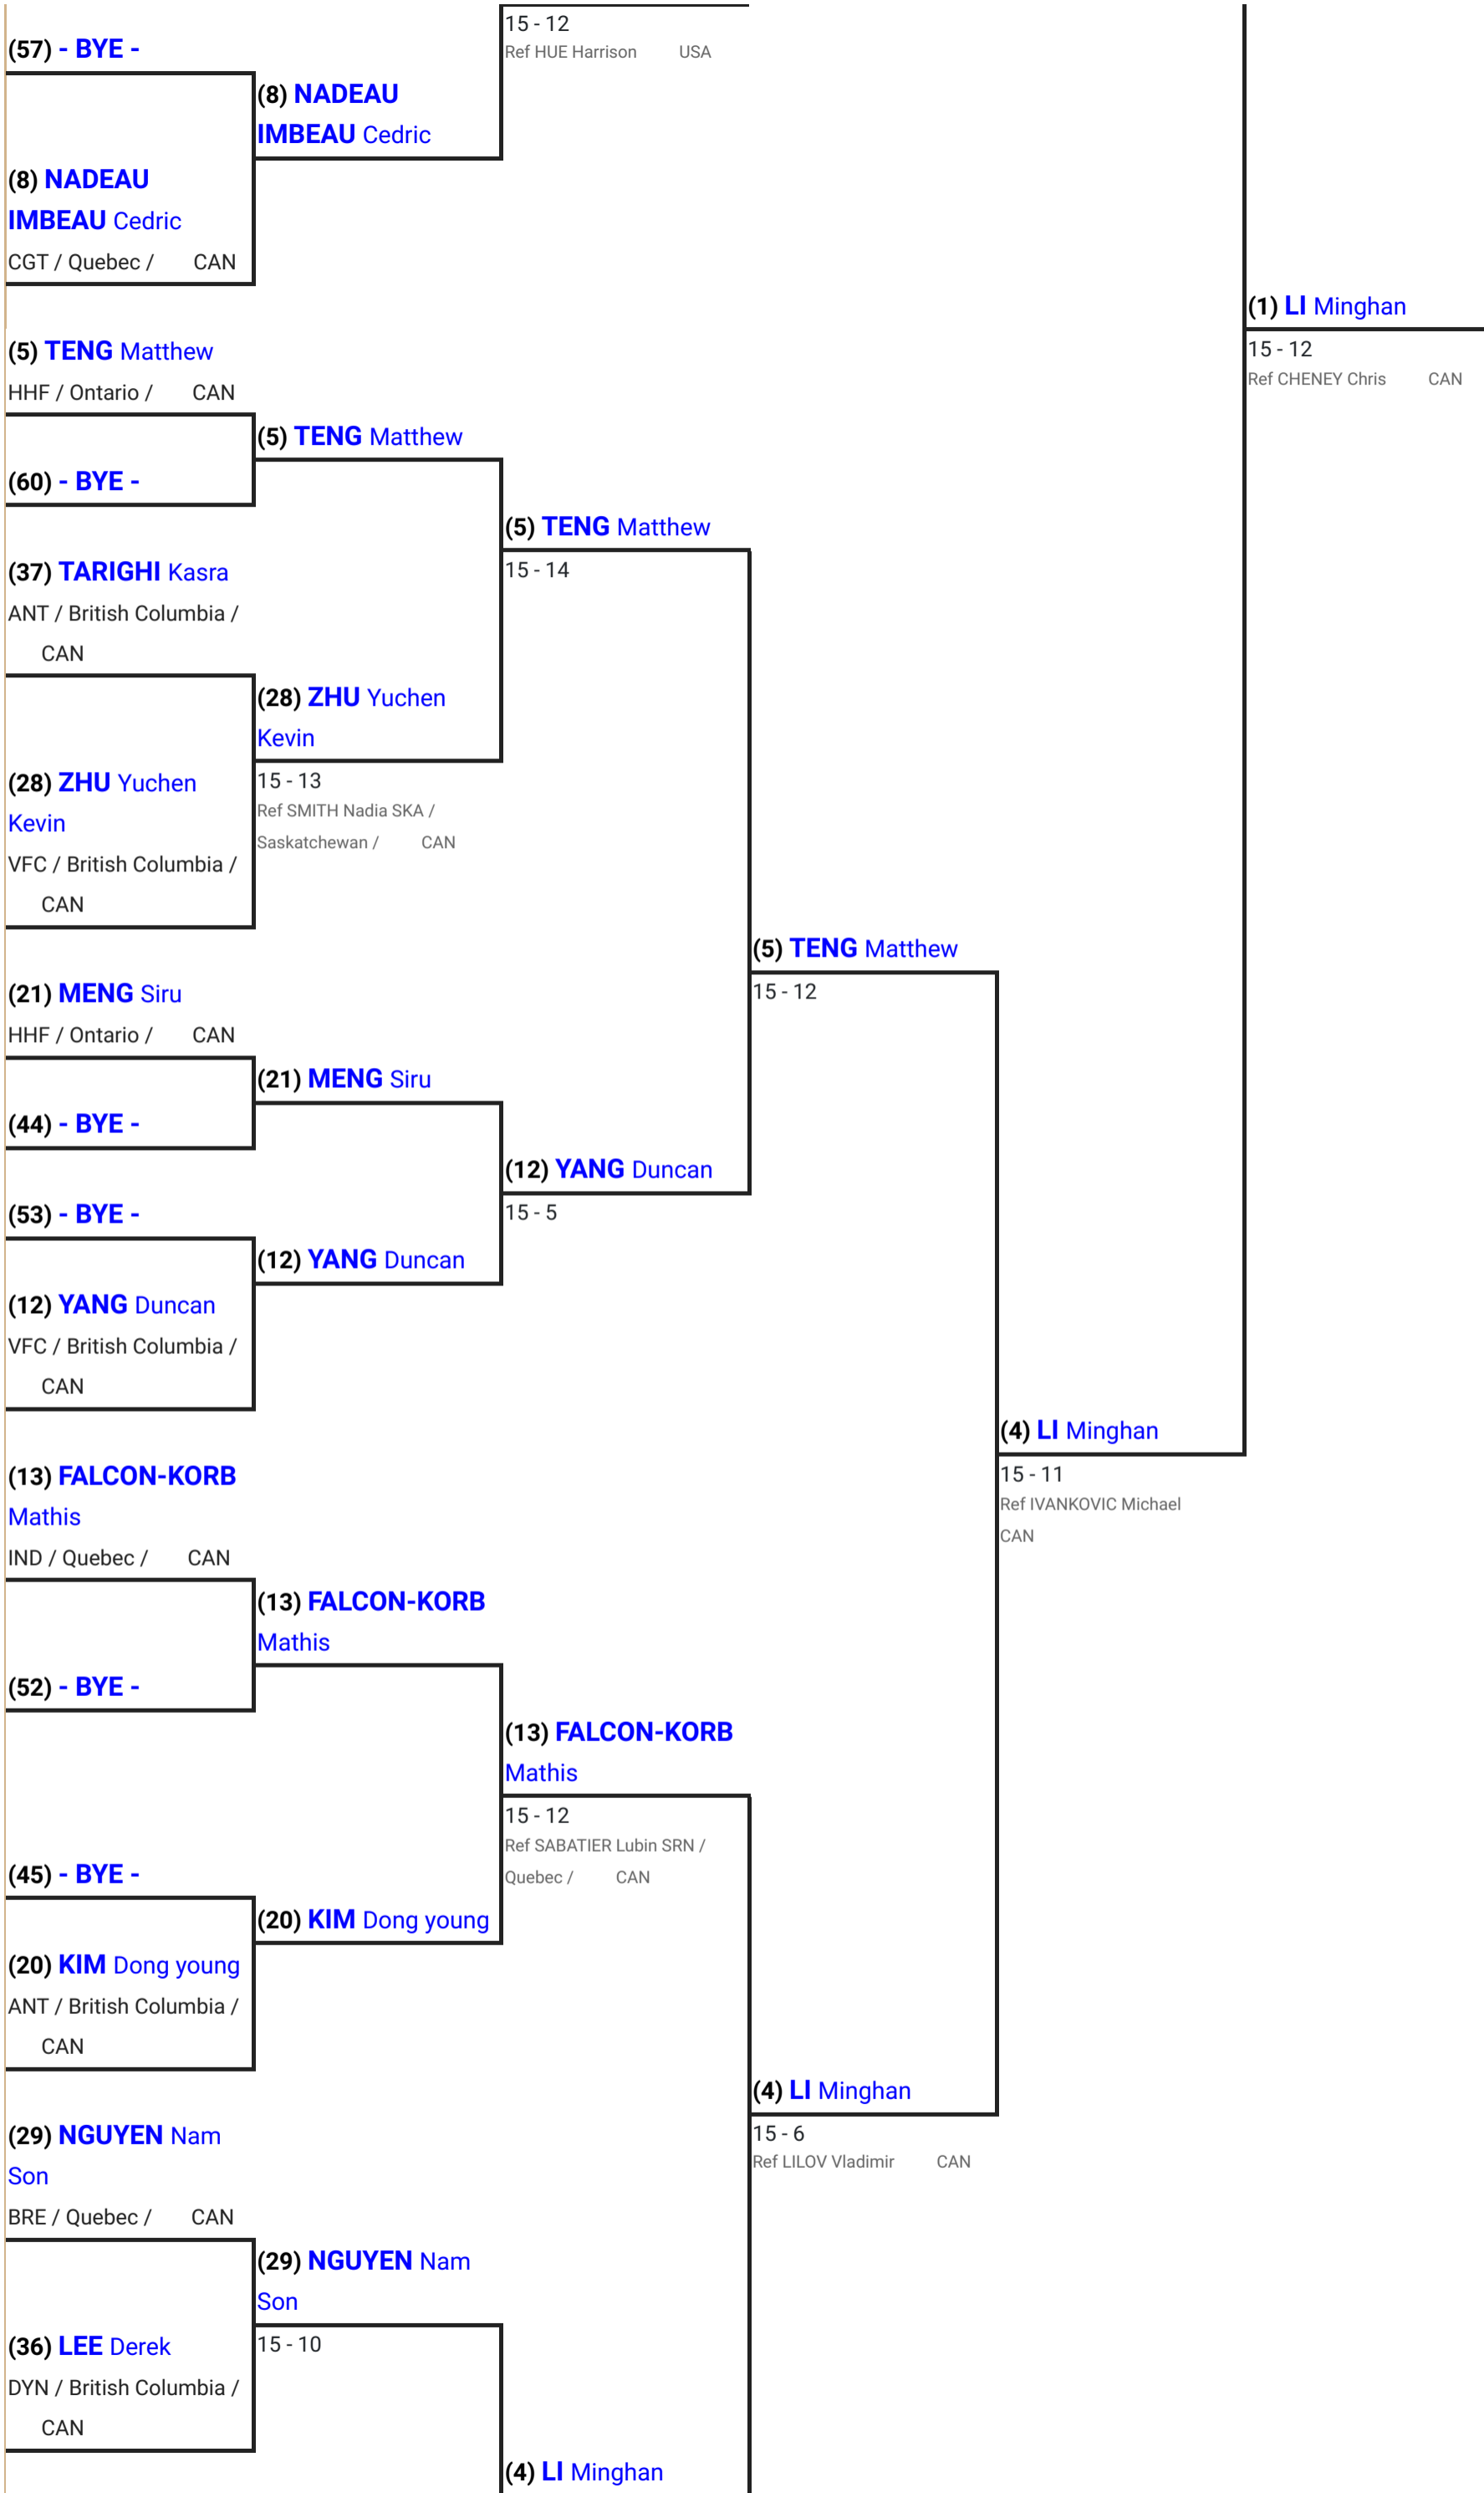 15 - 12
Ref HUE Harrison USA
(57) - BYE -
(8) NADEAU
IMBEAU Cedric
(8) NADEAU
IMBEAU Cedric
CGT / Quebec / CAN
(1) LI Minghan
15 - 12
Ref CHENEY Chris CAN
(5) TENG Matthew
HHF / Ontario / CAN
(5) TENG Matthew
(60) - BYE -
(5) TENG Matthew
15 - 14
(37) TARIGHI Kasra
ANT / British Columbia /
CAN
(28) ZHU Yuchen
Kevin
15 - 13
Ref SMITH Nadia SKA /
Saskatchewan / CAN
(28) ZHU Yuchen
Kevin
VFC / British Columbia /
CAN
(5) TENG Matthew
15 - 12
(21) MENG Siru
HHF / Ontario / CAN
(21) MENG Siru
(44) - BYE -
(12) YANG Duncan
15 - 5
(53) - BYE -
(12) YANG Duncan
(12) YANG Duncan
VFC / British Columbia /
CAN
(4) LI Minghan
15 - 11
Ref IVANKOVIC Michael
CAN
(13) FALCON-KORB
Mathis
IND / Quebec / CAN
(13) FALCON-KORB
Mathis
(52) - BYE -
(13) FALCON-KORB
Mathis
15 - 12
Ref SABATIER Lubin SRN /
Quebec / CAN
(45) - BYE -
(20) KIM Dong young
(20) KIM Dong young
ANT / British Columbia /
CAN
(4) LI Minghan
15 - 6
Ref LILOV Vladimir CAN
(29) NGUYEN Nam
Son
BRE / Quebec / CAN
(29) NGUYEN Nam
Son
15 - 10
(36) LEE Derek
DYN / British Columbia /
CAN
(4) LI Minghan